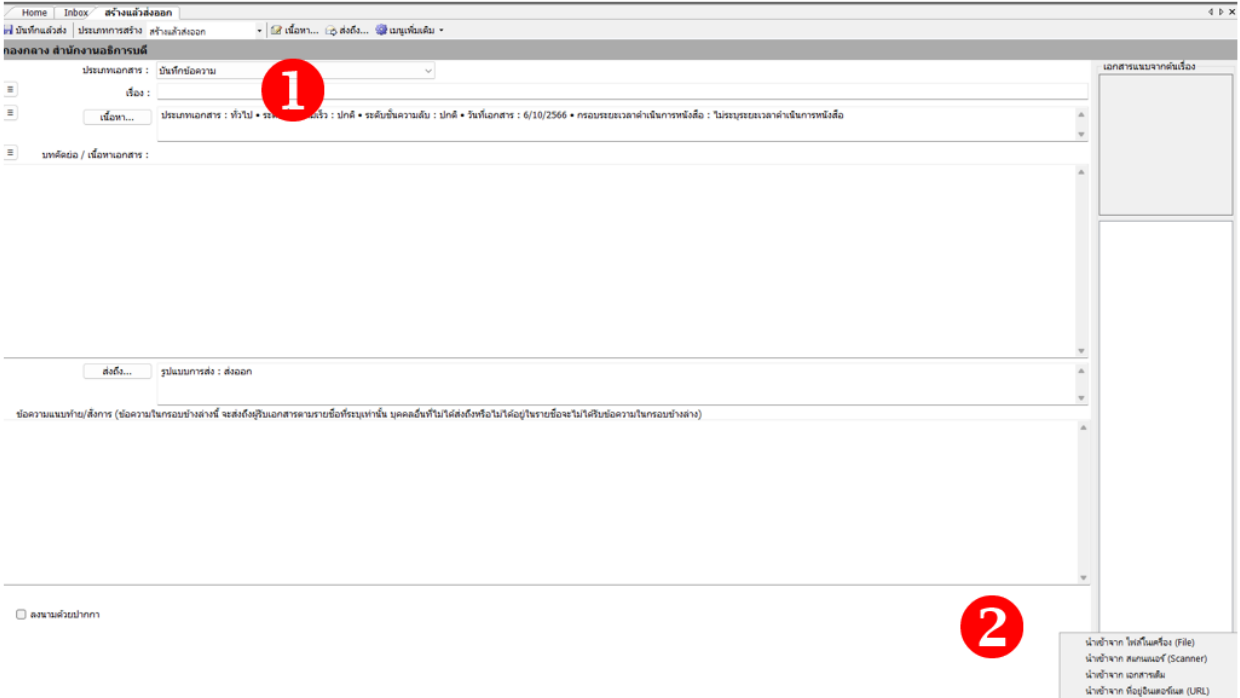 Home Inbox สร้างแล้วส่งออก
บันทึกแล้วส่ง ประเภทการสร้าง สร้างแล้วส่งออก เนื้อหา... ส่งถึง... เมนูเพิ่มเติม
กองกลาง สำนักงานอธิการบดี
ประเภทเอกสาร : บันทึกข้อความ
เอกสารแนบจากต้นเรื่อง
1
เรื่อง :
เนื้อหา... ประเภทเอกสาร : ทั่วไป • : ปกติ • ระดับชั้นความลับ : ปกติ • วันที่เอกสาร : 6/10/2566 • กรอบระยะเวลาดำเนินการหนังสือ : ไม่ระบุระยะเวลาดำเนินการหนังสือ
บทคัดย่อ / เนื้อหาเอกสาร :
ส่งถึง... รูปแบบการส่ง : ส่งออก
ข้อความแนบท้าย/สั่งการ (ข้อความในกรอบข้างล่างนี้ จะส่งถึงผู้รับเอกสารตามรายชื่อที่ระบุเท่านั้น บุคคลอื่นที่ไม่ได้ส่งถึงหรือไม่ได้อยู่ในรายชื่อจะไม่ได้รับข้อความในกรอบข้างล่าง)
ลงนามด้วยปากกา
2
นำเข้าจาก ไฟล์ในเครื่อง (File)
นำเข้าจาก สแกนเนอร์ (Scanner)
นำเข้าจาก เอกสารเดิม
นำเข้าจาก ที่อยู่อินเตอร์เนต (URL)